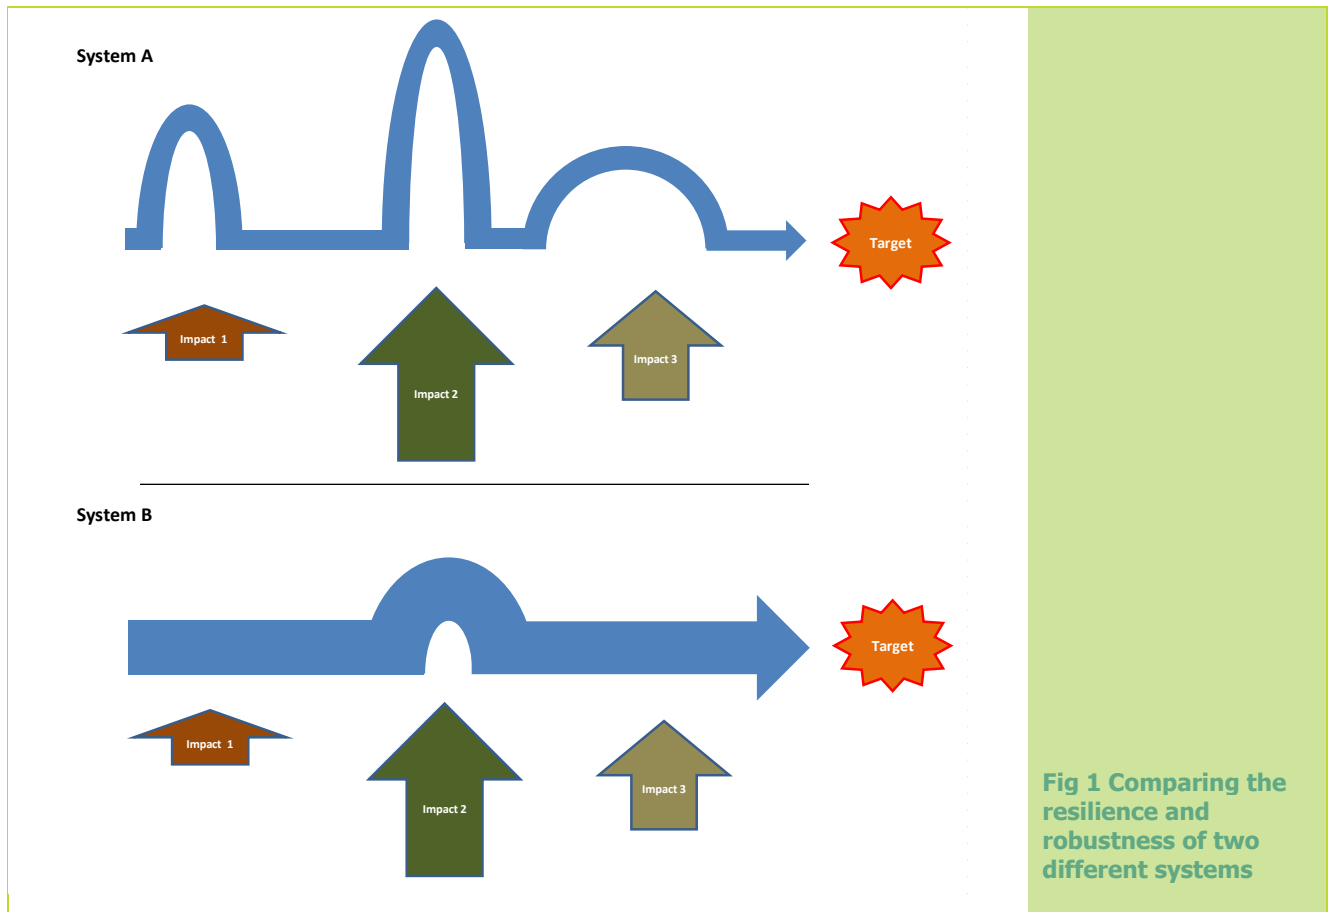 System A
Target
Impact 1
Impact 2
Impact 3
System B
Target
Impact 1
Impact 2
Impact 3
Fig 1 Comparing the
resilience and
robustness of two
different systems